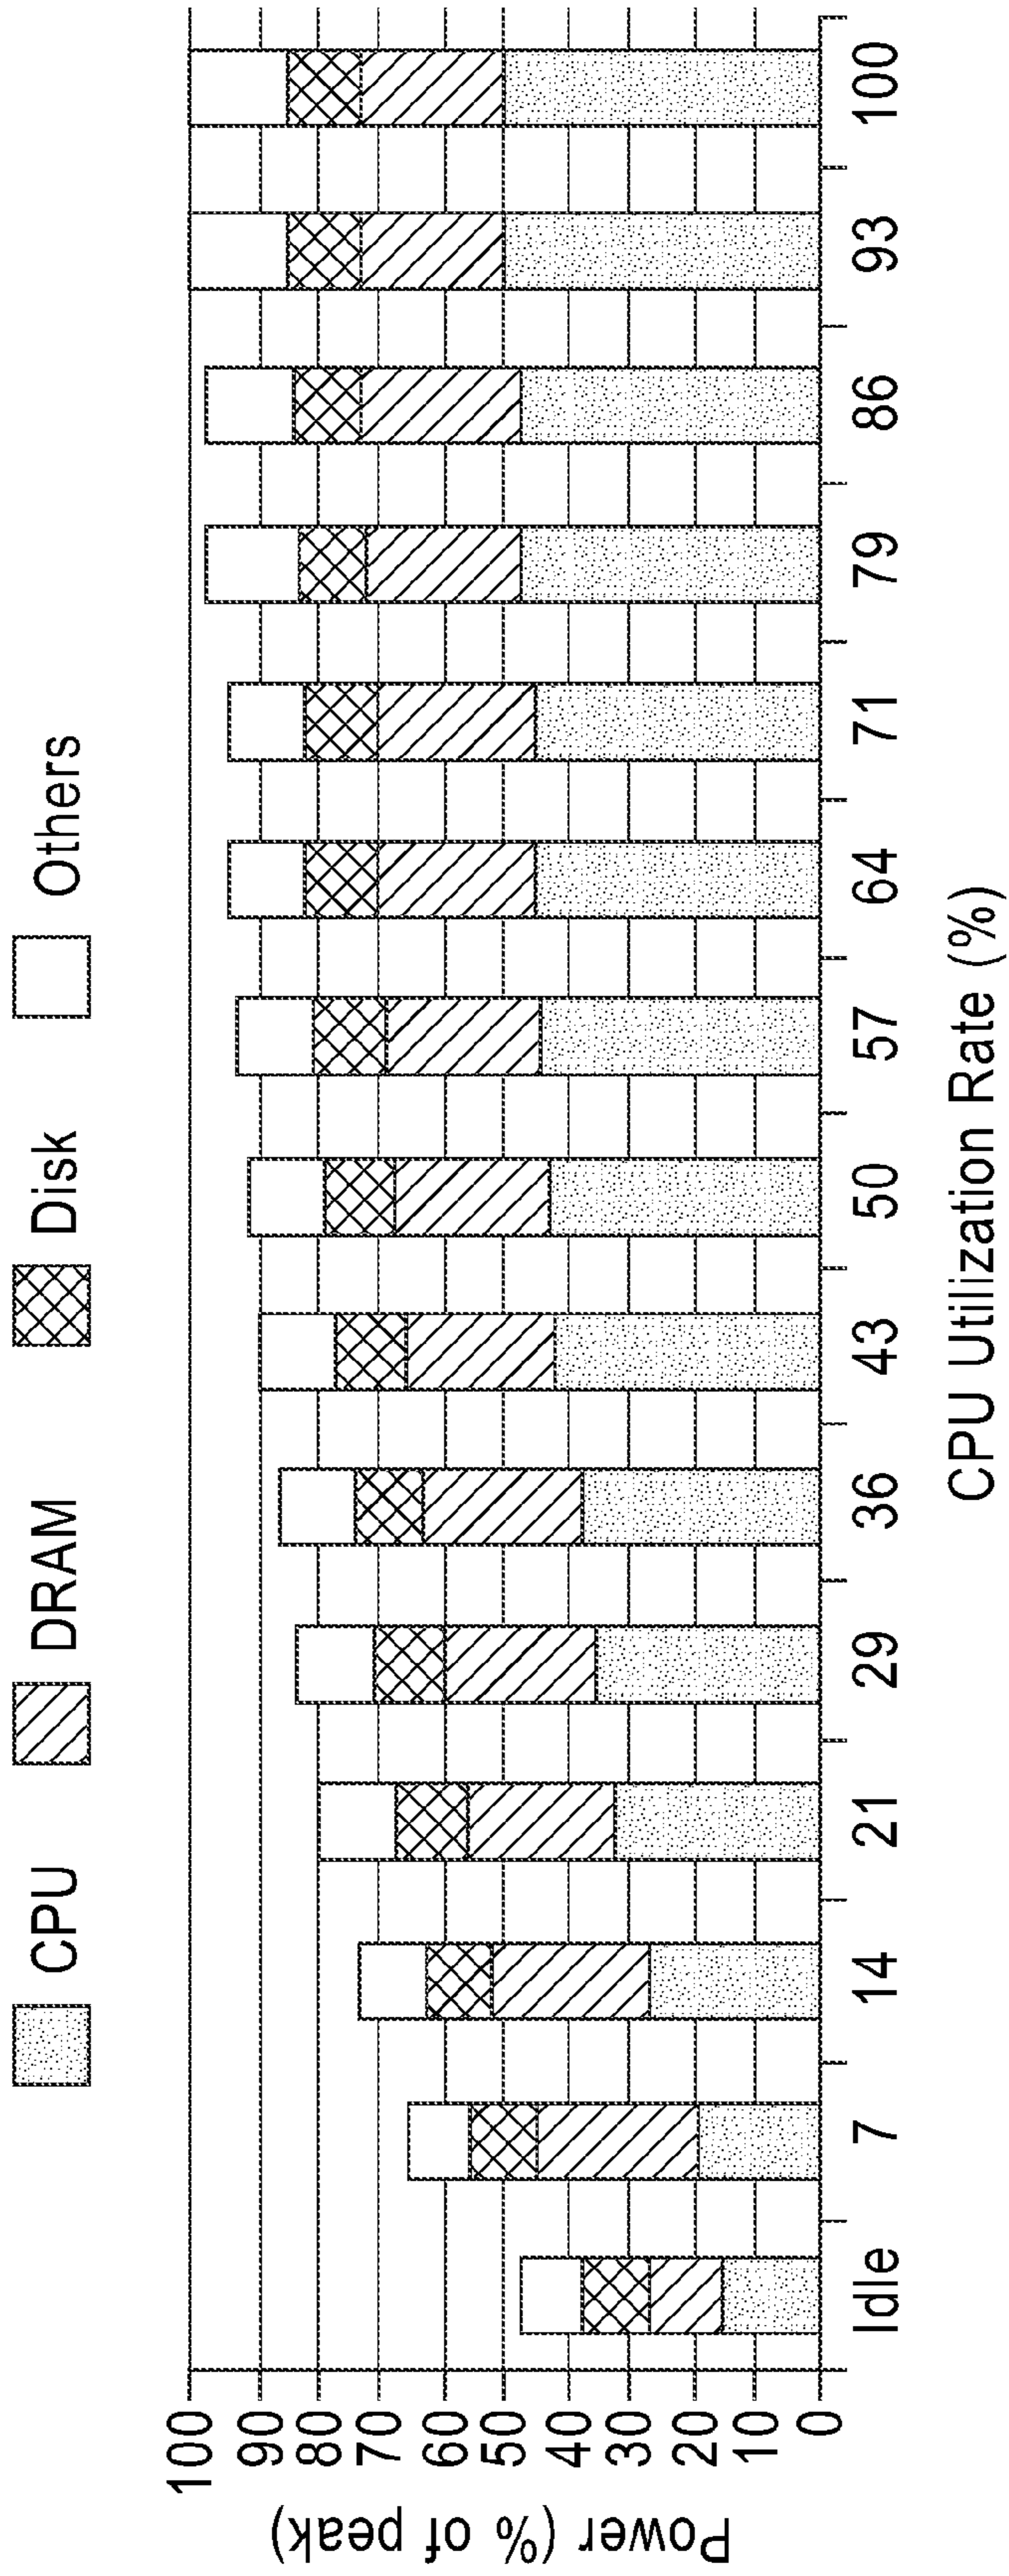 CPU
DRAM
Disk
Others
Power (% of peak)
100
90
80
70
60
50
40
30
20
10
0
Idle 7 14 21 29 36 43 50 57 64 71 79 86 93 100
CPU Utilization Rate (%)